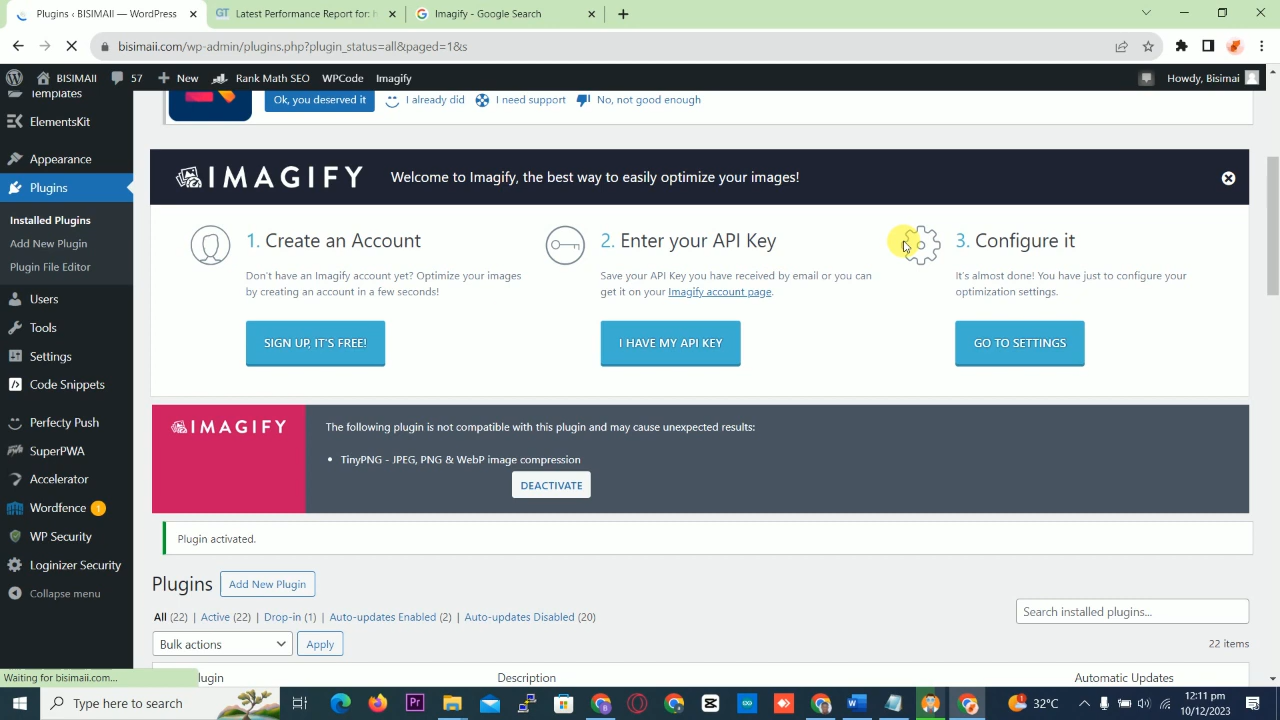 Plugins ‹ BISIMAII — WordPress
Latest Performance Report for: H
Imagify - Google Search
bisimaii.com/wp-admin/plugins.php?plugin_status=all&paged=1&s
BISIMAII
57
New
Rank Math SEO
WPCode
Imagify
Howdy, Bisimai
Templates
ElementsKit
Appearance
Plugins
Installed Plugins
Add New Plugin
Plugin File Editor
Users
Tools
Settings
Code Snippets
Perfecty Push
SuperPWA
Accelerator
Wordfence 1
WP Security
Loginizer Security
Collapse menu
Ok, you deserved it
I already did
I need support
No, not good enough
IMAGIFY
Welcome to Imagify, the best way to easily optimize your images!
1. Create an Account
Don't have an Imagify account yet? Optimize your images
by creating an account in a few seconds!
SIGN UP, IT'S FREE!
2. Enter your API Key
Save your API Key you have received by email or you can
get it on your Imagify account page.
I HAVE MY API KEY
3. Configure it
It's almost done! You have just to configure your
optimization settings.
GO TO SETTINGS
IMAGIFY
The following plugin is not compatible with this plugin and may cause unexpected results:
• TinyPNG - JPEG, PNG & WebP image compression
DEACTIVATE
Plugin activated.
Plugins
Add New Plugin
All (22) | Active (22) | Drop-in (1) | Auto-updates Enabled (2) | Auto-updates Disabled (20)
Search installed plugins...
Bulk actions
Apply
22 items
lugin
Description
Automatic Updates
Waiting for bisimaii.com...
Type here to search
32°C
12:11 pm
10/12/2023